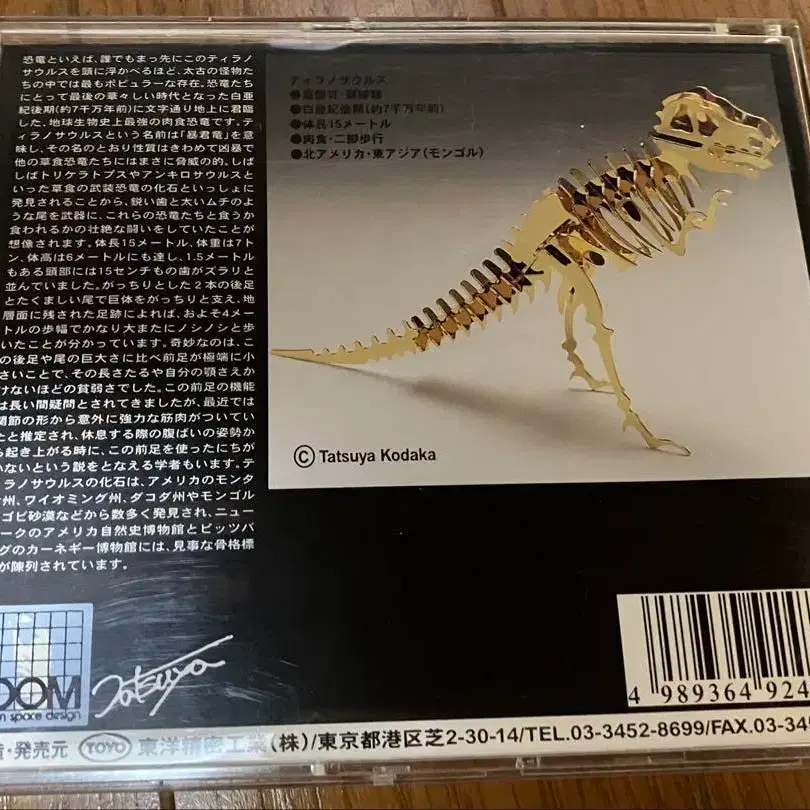 恐竜といえば、誰でもまっ先にこのティラノ
サウルスを頭に浮かべるほど、太古の怪物た
ちの中では最もポピュラーな存在。恐竜たち
にとって最後の華々しい時代となった白亜
紀後期(約7千万年前)に文字通り地上に君臨
した、地球生物史上最強の肉食恐竜です。テ
ィラノサウルスという名前は「暴君竜」を意
味し、その名のとおり性質はきわめて凶暴で
他の草食恐竜たちにはまさに脅威の的。しば
しばトリケラトプスやアンキロサウルスと
いった草食の武装恐竜の化石といっしょに
発見されることから、鋭い歯と太いムチのよ
うな尾を武器に、これらの恐竜たちと食うか
食われるかの壮絶な闘いをしていたことが
想像されます。体長15メートル、体重は7ト
ン、体高は6メートルにも達し、1.5メートル
もある頭部には15センチもの歯がズラリと
並んでいました。がっちりとした2本の後足
とたくましい尾で巨体をがっちりと支え、地
層面に残された足跡によれば、およそ4メー
トルの歩幅でかなり大またにノシノシと歩
いたことが分かっています。奇妙なのは、こ
の後足や尾の巨大さに比べ前足が極端に小
さいことで、その長さたるや自分の顎さえか
けないほどの貧弱さでした。この前足の機能
は長い間疑問とされてきましたが、最近では
関節の形から意外に強力な筋肉がついてい
たと推定され、休息する際の腹ばいの姿勢か
ら起き上がる時に、この前足を使ったにちが
いないという説をとなえる学者もいます。テ
ィラノサウルスの化石は、アメリカのモンタ
州、ワイオミング州、ダコダ州やモンゴル
ゴビ砂漠などから数多く発見され、ニュー
ークのアメリカ自然史博物館とピッツバ
グのカーネギー博物館には、見事な骨格標
が陳列されています。
ティラノサウルス
●白亜紀後期(約7千万年前)
●体長15メートル
●肉食・二脚歩行
●北アメリカ・東アジア(モンゴル)
© Tatsuya Kodaka
OOM
n space design
Tatsuya
4 989364 924
・発売元 TOYO 東洋精密工業(株)/東京都港区芝2-30-14/TEL.03-3452-8699/FAX.03-345